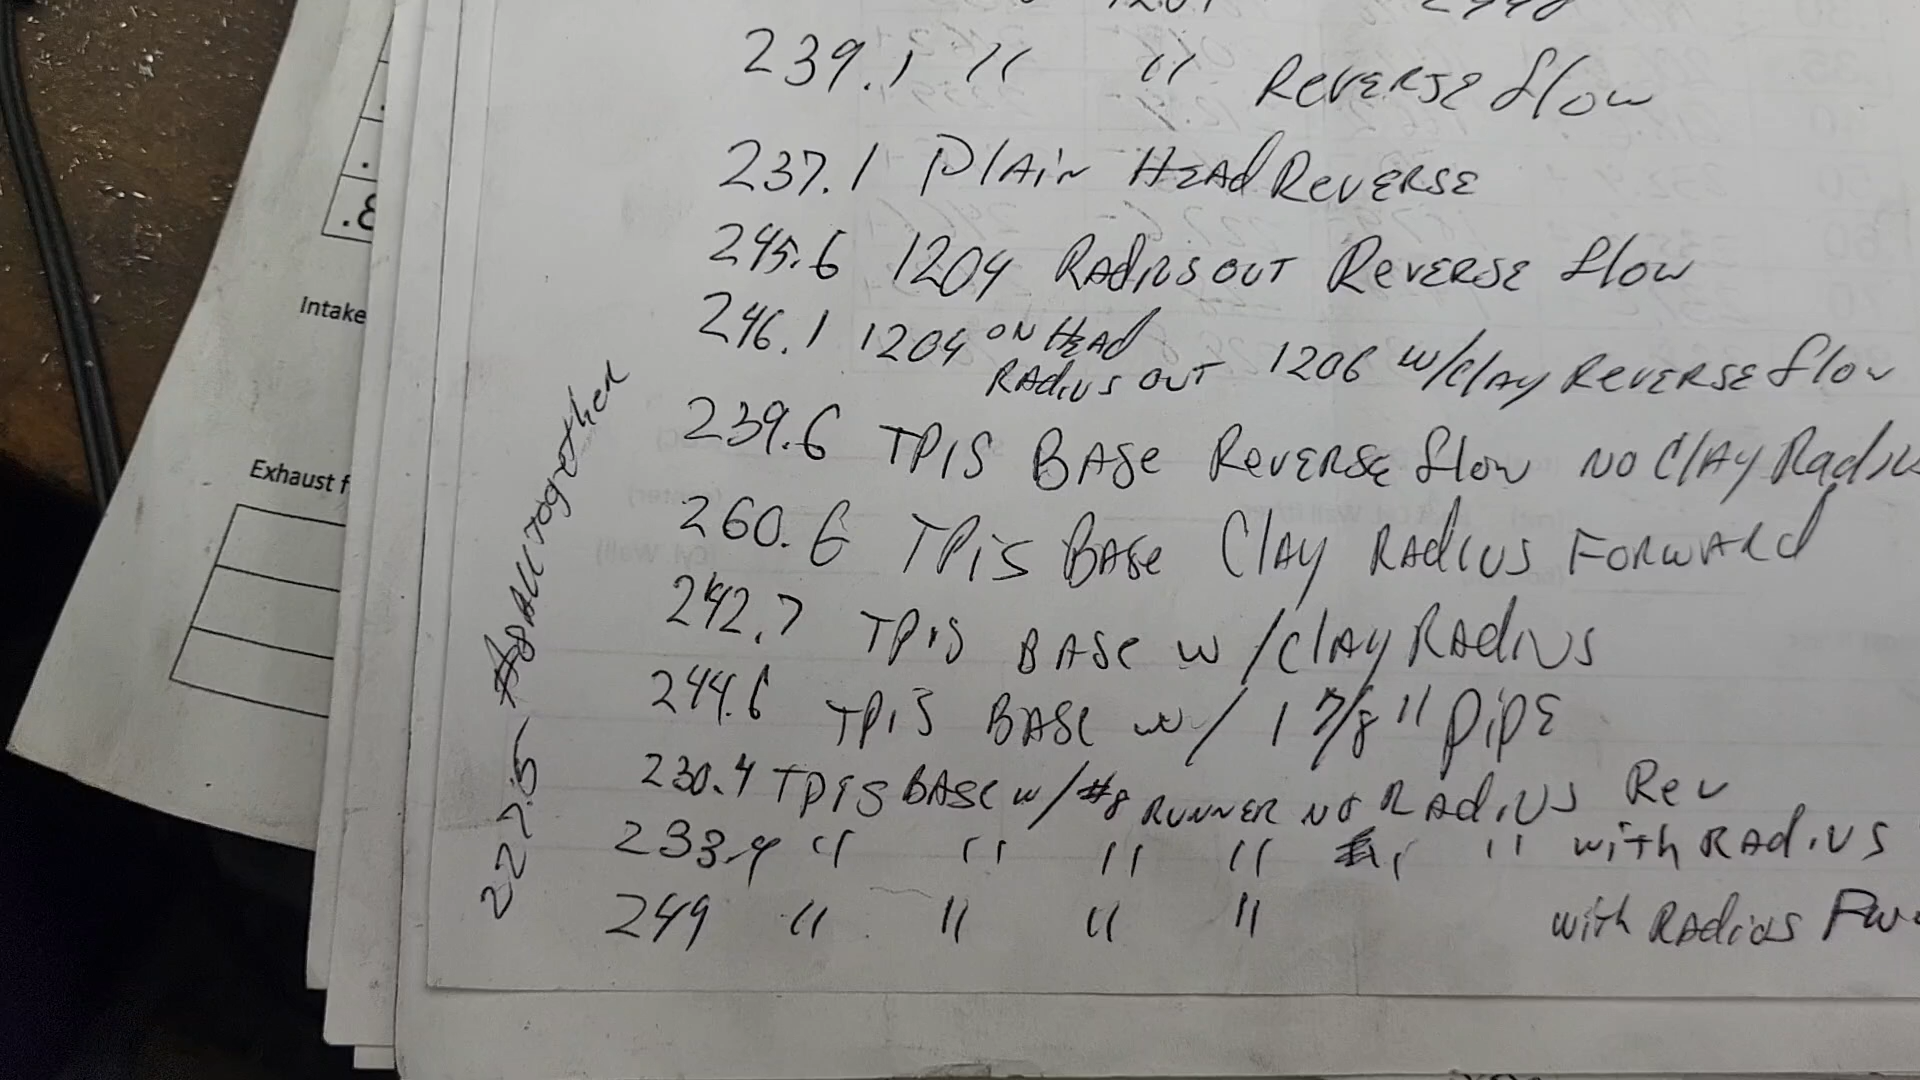 239.1 " " REVERSE flow
237.1 PlAin HEAd REVERSE
245.6 1204 RADIUS OUT REVERSE flow
246.1 1204 ON HEAD RADIUS OUT 1206 w/Clay REVERSE flow
239.6 TPIS BASE REVERSE flow NO ClAy Radius
260.6 TPiS BASE ClAy RADIUS FORWARD
242.7 TPIS BASE w/ClAy RADIUS
244.6 TPIS BASE w/ 1 7/8" PiPE
230.4 TPIS BASE w/#8 RUNNER NO RADIUS Rev
233.4 " " " " " " with RADIUS
249 " " " " with RADIUS Fw
227.5 #8 All together
Intake
Exhaust f
.8